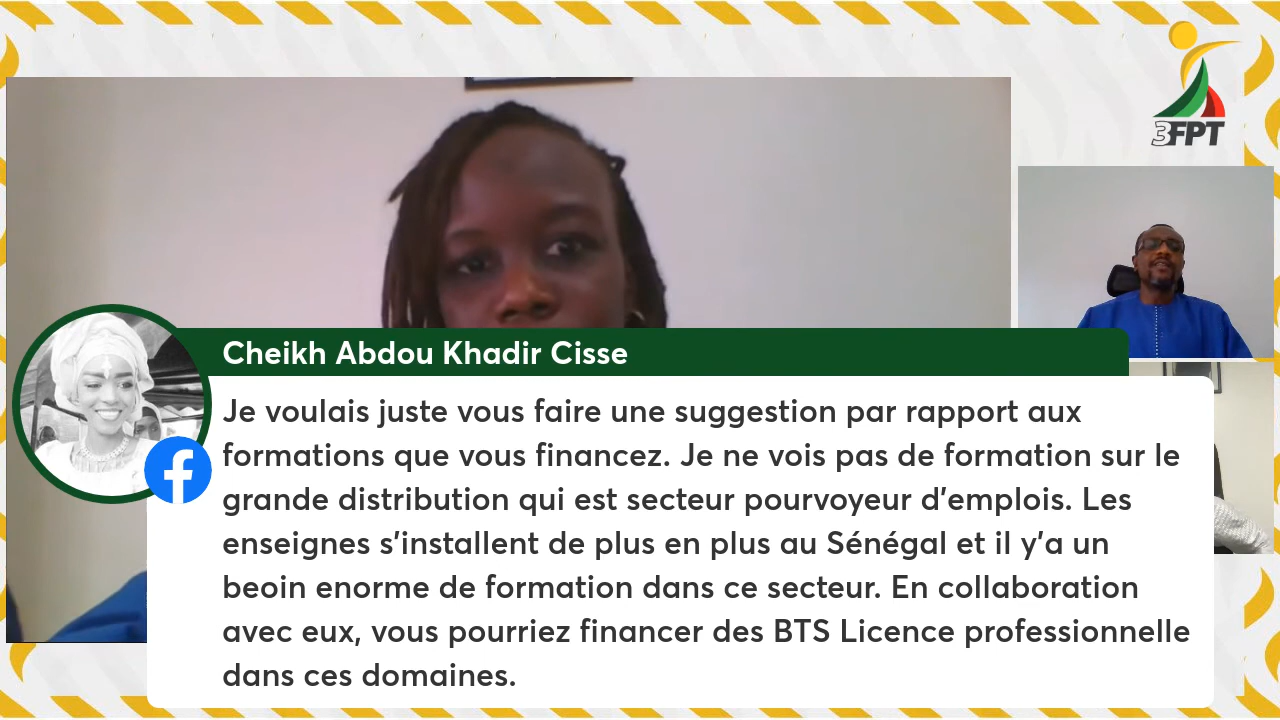 3FPT
Cheikh Abdou Khadir Cisse
Je voulais juste vous faire une suggestion par rapport aux
formations que vous financez. Je ne vois pas de formation sur le
grande distribution qui est secteur pourvoyeur d'emplois. Les
enseignes s'installent de plus en plus au Sénégal et il y'a un
beoin enorme de formation dans ce secteur. En collaboration
avec eux, vous pourriez financer des BTS Licence professionnelle
dans ces domaines.